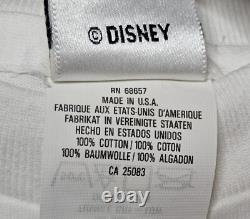 © DISNEY
RN 68657
MADE IN U.S.A.
FABRIQUE AUX ETATS-UNIS D'AMERIQUE
FABRIKAT IN VEREINIGTE STAATEN
HECHO EN ESTADOS UNIDOS
100% COTTON / 100% COTON
100% BAUMWOLLE / 100% ALGODON
CA 25083